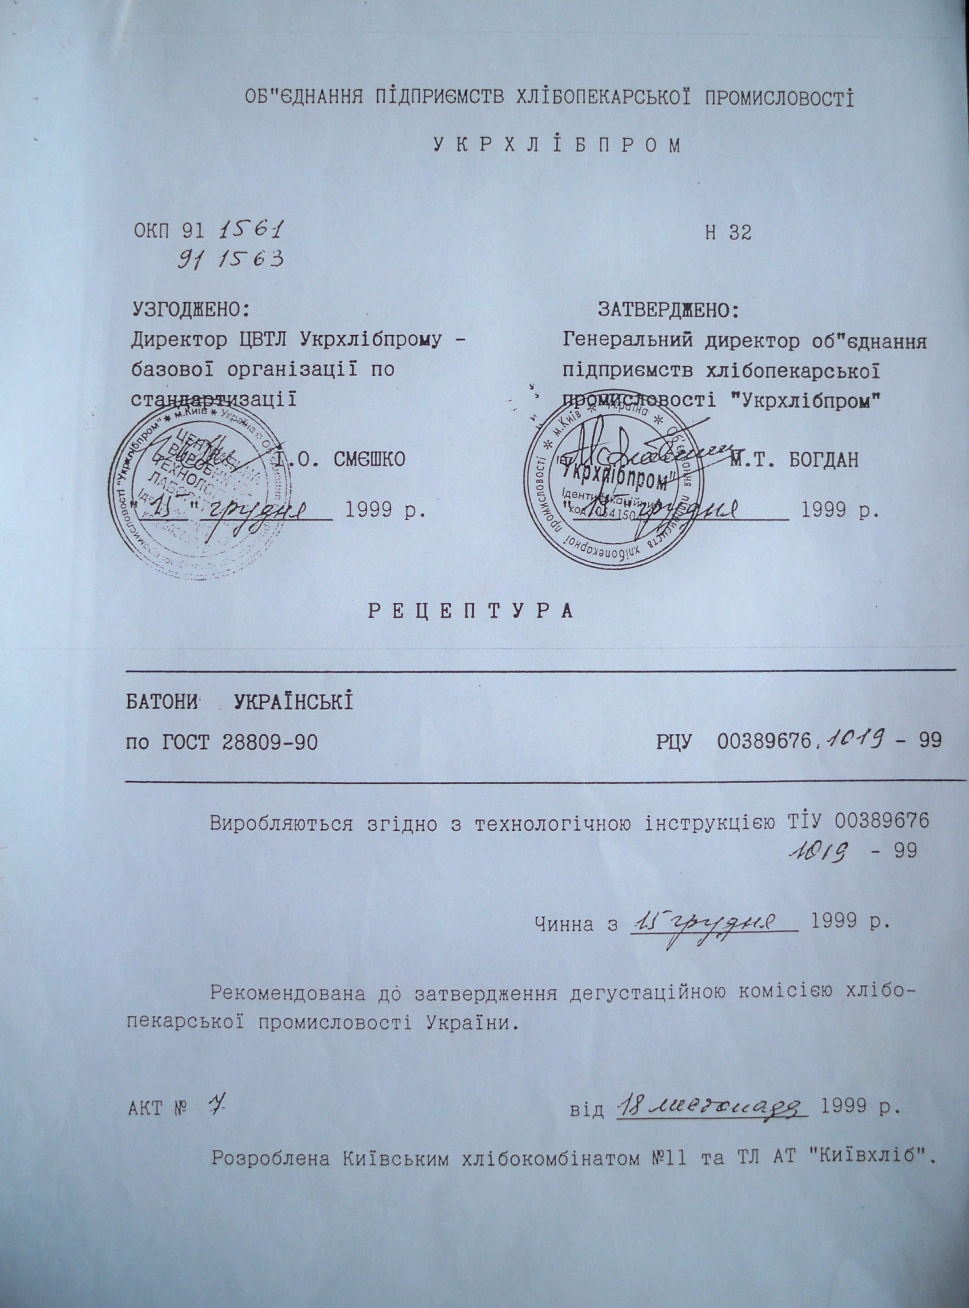 ОБ"ЄДНАННЯ ПІДПРИЄМСТВ ХЛІБОПЕКАРСЬКОЇ ПРОМИСЛОВОСТІ
У К Р Х Л І Б П Р О М
ОКП 91 1561
Н 32
91 1563
УЗГОДЖЕНО:
Директор ЦВТЛ Укрхлібпрому -
базової організації по
стандартизації
І.О. СМЄШКО
"15" грудня 1999 р.
ЗАТВЕРДЖЕНО:
Генеральний директор об"єднання
підприємств хлібопекарської
промисловості "Укрхлібпром"
М.Т. БОГДАН
"15" грудня 1999 р.
Р Е Ц Е П Т У Р А
БАТОНИ УКРАЇНСЬКІ
по ГОСТ 28809-90
РЦУ 00389676.1019 - 99
Виробляються згідно з технологічною інструкцією ТІУ 00389676
1019 - 99
Чинна з 15 грудня 1999 р.
Рекомендована до затвердження дегустаційною комісією хлібо-
пекарської промисловості України.
АКТ № 7
від 18 листопада 1999 р.
Розроблена Київським хлібокомбінатом №11 та ТЛ АТ "Київхліб".